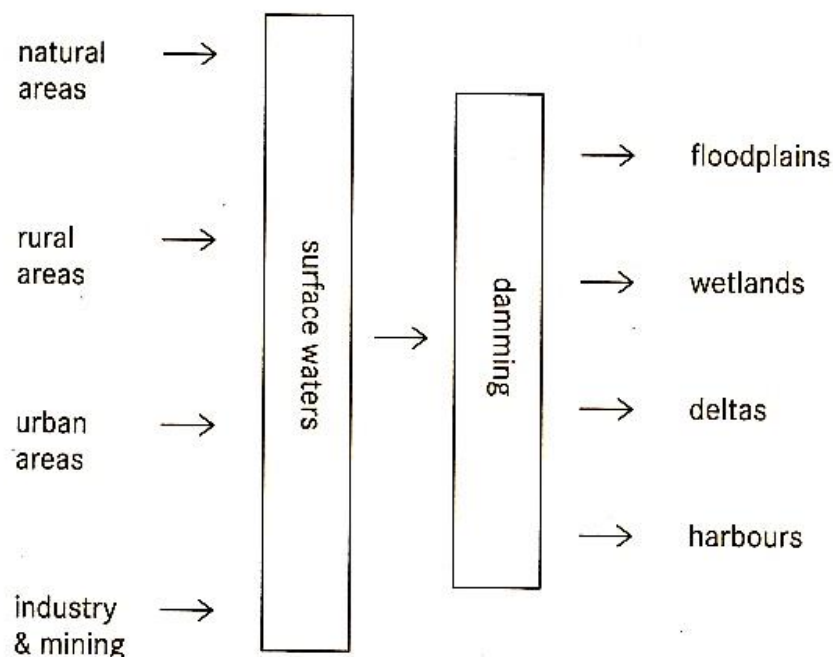 natural
areas
rural
areas
urban
areas
industry
& mining
surface waters
damming
floodplains
wetlands
deltas
harbours